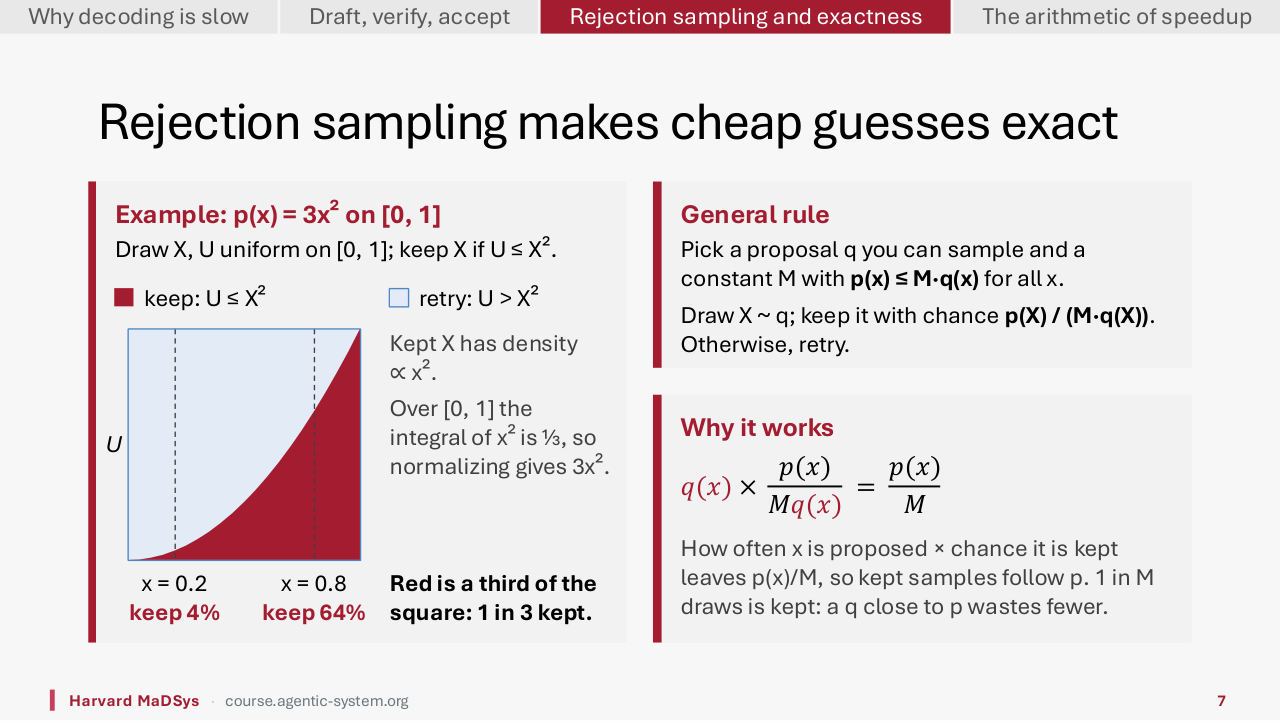 Why decoding is slow
Draft, verify, accept
Rejection sampling and exactness
The arithmetic of speedup
Rejection sampling makes cheap guesses exact
Example: p(x) = 3x² on [0, 1]
Draw X, U uniform on [0, 1]; keep X if U ≤ X².
keep: U ≤ X²
retry: U > X²
Kept X has density
∝ x².
Over [0, 1] the
integral of x² is ⅓, so
normalizing gives 3x².
U
x = 0.2
keep 4%
x = 0.8
keep 64%
Red is a third of the
square: 1 in 3 kept.
General rule
Pick a proposal q you can sample and a
constant M with p(x) ≤ M·q(x) for all x.
Draw X ~ q; keep it with chance p(X) / (M·q(X)).
Otherwise, retry.
Why it works
q(x) × p(x) / Mq(x) = p(x) / M
How often x is proposed × chance it is kept
leaves p(x)/M, so kept samples follow p. 1 in M
draws is kept: a q close to p wastes fewer.
Harvard MaDSys · course.agentic-system.org
7